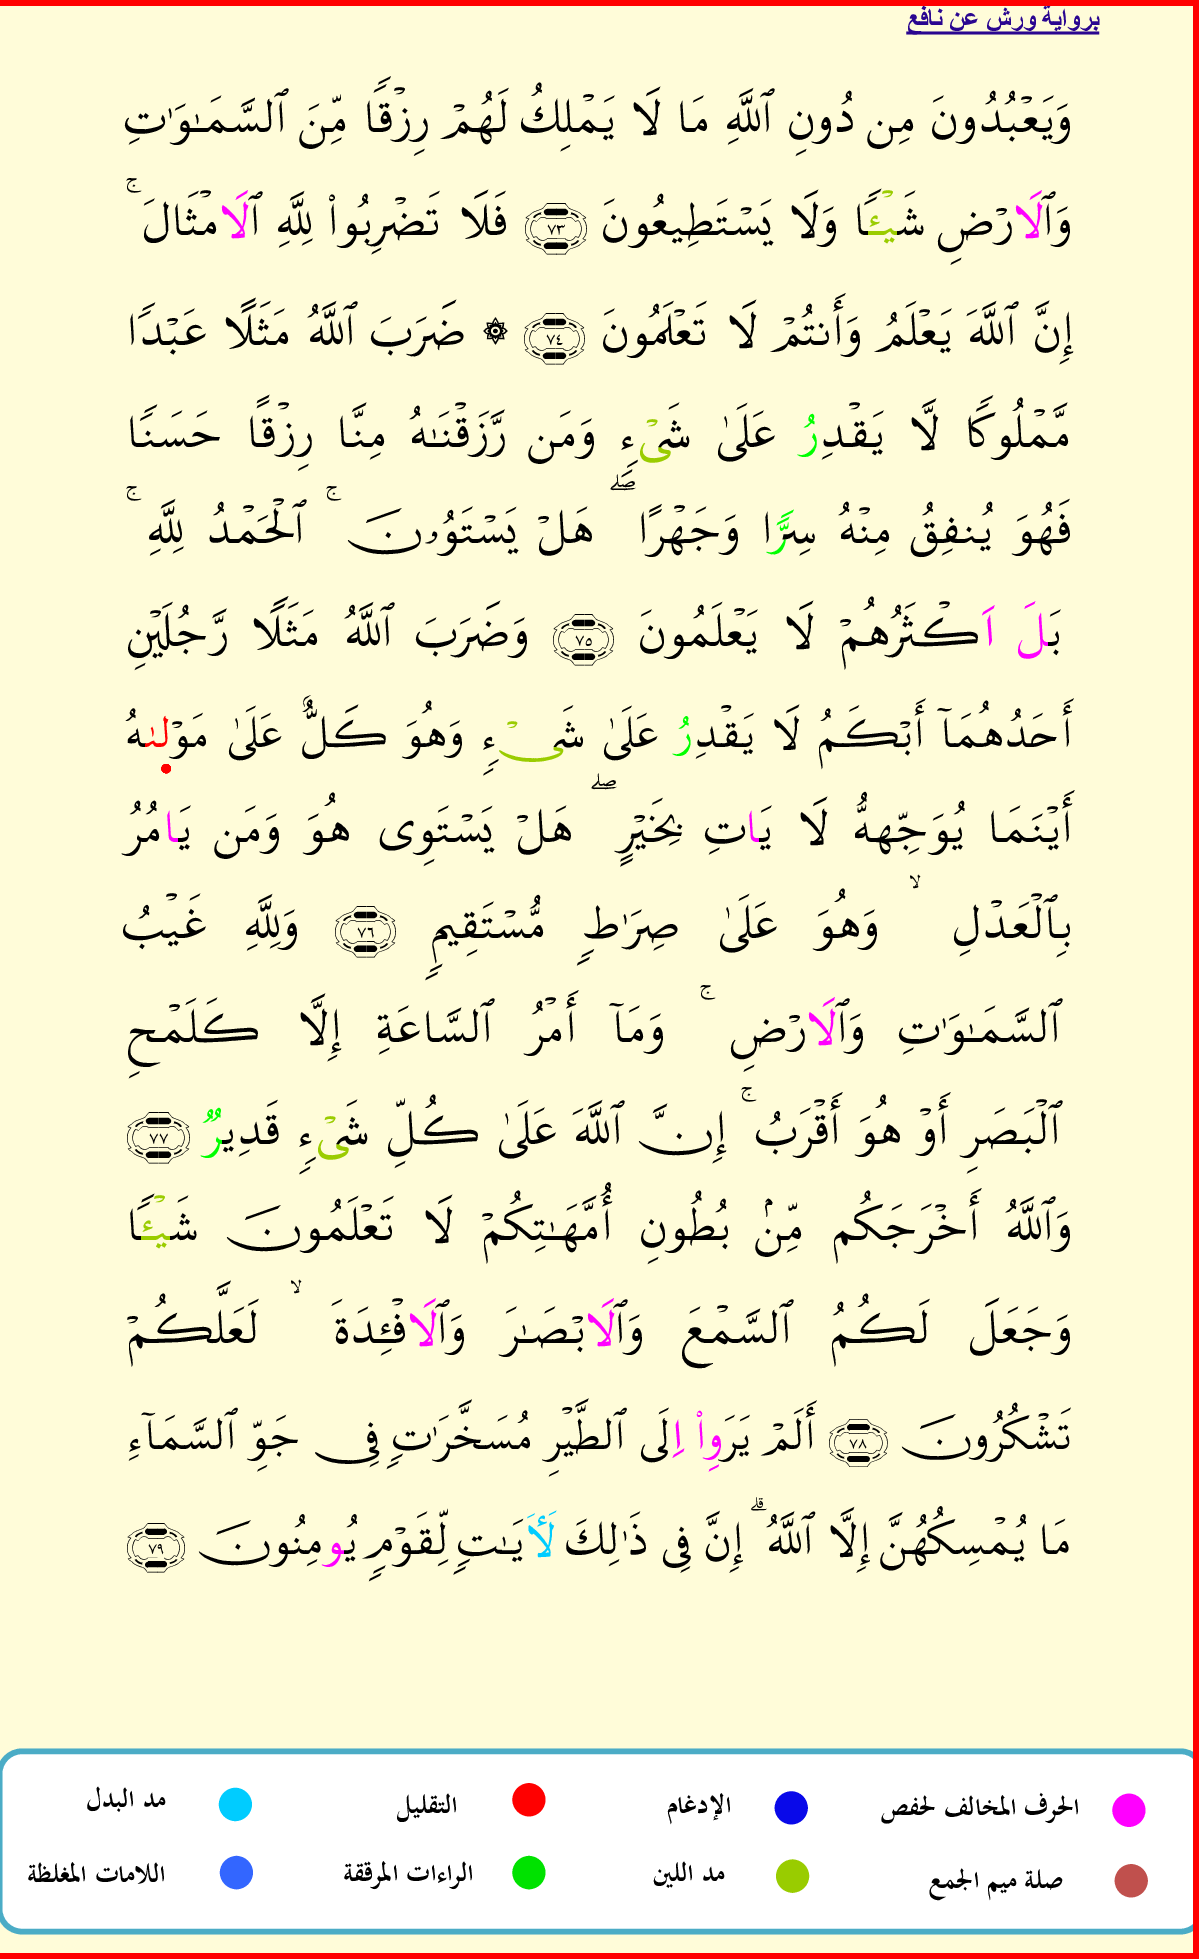 برواية ورش عن نافع
وَيَعْبُدُونَ مِن دُونِ ٱللَّهِ مَا لَا يَمْلِكُ لَهُمْ رِزْقًا مِّنَ ٱلسَّمَٰوَٰتِ
وَٱلَارْضِ شَيْـًٔا وَلَا يَسْتَطِيعُونَ ٧٣ فَلَا تَضْرِبُوا۟ لِلَّهِ ٱلَامْثَالَ ۚ
إِنَّ ٱللَّهَ يَعْلَمُ وَأَنتُمْ لَا تَعْلَمُونَ ٧٤ ۞ ضَرَبَ ٱللَّهُ مَثَلًا عَبْدًا
مَّمْلُوكًا لَّا يَقْدِرُ عَلَىٰ شَىْءٍ وَمَن رَّزَقْنَٰهُ مِنَّا رِزْقًا حَسَنًا
فَهُوَ يُنفِقُ مِنْهُ سِرًّا وَجَهْرًا ۖ هَلْ يَسْتَوُۥنَ ۚ ٱلْحَمْدُ لِلَّهِ ۚ
بَلَ اَكْثَرُهُمْ لَا يَعْلَمُونَ ٧٥ وَضَرَبَ ٱللَّهُ مَثَلًا رَّجُلَيْنِ
أَحَدُهُمَآ أَبْكَمُ لَا يَقْدِرُ عَلَىٰ شَىْءٍ وَهُوَ كَلٌّ عَلَىٰ مَوْلَىٰهُ
أَيْنَمَا يُوَجِّههُّ لَا يَاتِ بِخَيْرٍ ۖ هَلْ يَسْتَوِى هُوَ وَمَن يَامُرُ
بِٱلْعَدْلِ ۙ وَهُوَ عَلَىٰ صِرَٰطٍ مُّسْتَقِيمٍ ٧٦ وَلِلَّهِ غَيْبُ
ٱلسَّمَٰوَٰتِ وَٱلَارْضِ ۚ وَمَآ أَمْرُ ٱلسَّاعَةِ إِلَّا كَلَمْحِ
ٱلْبَصَرِ أَوْ هُوَ أَقْرَبُ ۚ إِنَّ ٱللَّهَ عَلَىٰ كُلِّ شَىْءٍ قَدِيرٌ ٧٧
وَٱللَّهُ أَخْرَجَكُم مِّنۢ بُطُونِ أُمَّهَٰتِكُمْ لَا تَعْلَمُونَ شَيْـًٔا
وَجَعَلَ لَكُمُ ٱلسَّمْعَ وَٱلَابْصَٰرَ وَٱلَافْـِٔدَةَ ۙ لَعَلَّكُمْ
تَشْكُرُونَ ٧٨ أَلَمْ يَرَوِا۟ اِلَى ٱلطَّيْرِ مُسَخَّرَٰتٍ فِى جَوِّ ٱلسَّمَآءِ
مَا يُمْسِكُهُنَّ إِلَّا ٱللَّهُ ۗ إِنَّ فِى ذَٰلِكَ لَأَيَٰتٍ لِّقَوْمٍ يُومِنُونَ ٧٩
الحرف المخالف لحفص الإدغام التقليل مد البدل
صلة ميم الجمع مد اللين الراءات المرققة اللامات المغلظة